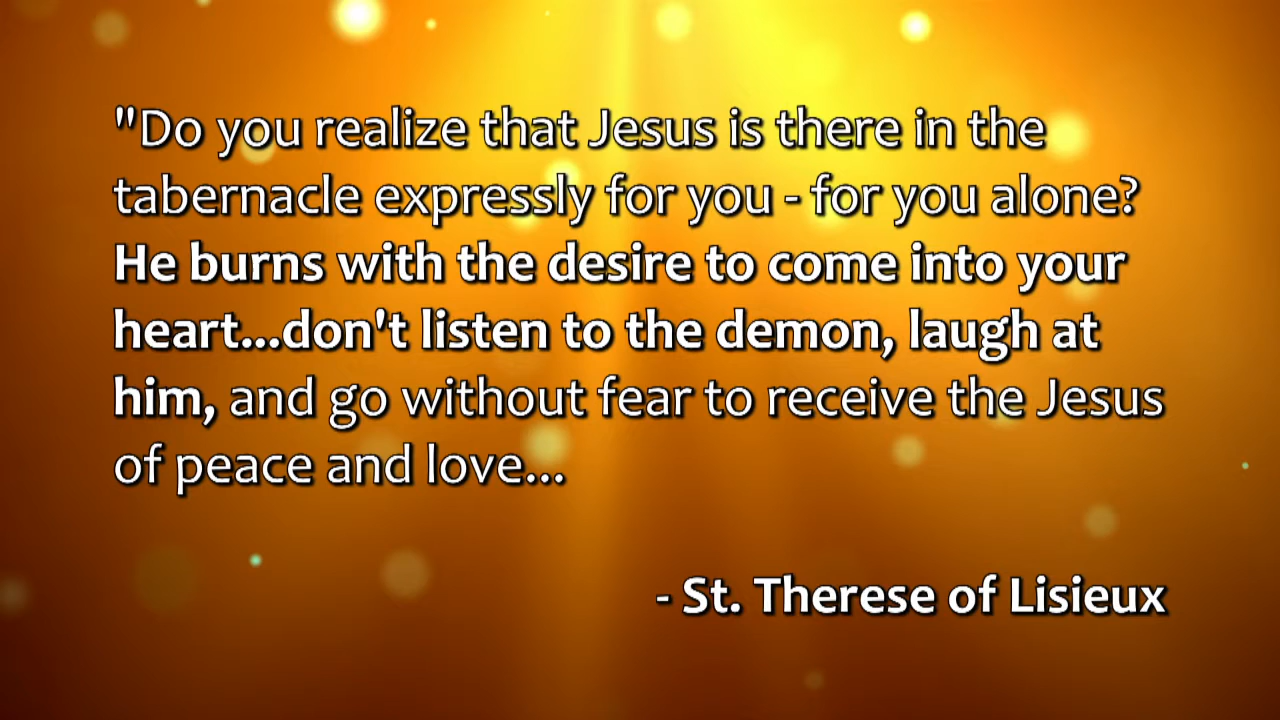 "Do you realize that Jesus is there in the
tabernacle expressly for you - for you alone?
He burns with the desire to come into your
heart...don't listen to the demon, laugh at
him, and go without fear to receive the Jesus
of peace and love...
- St. Therese of Lisieux